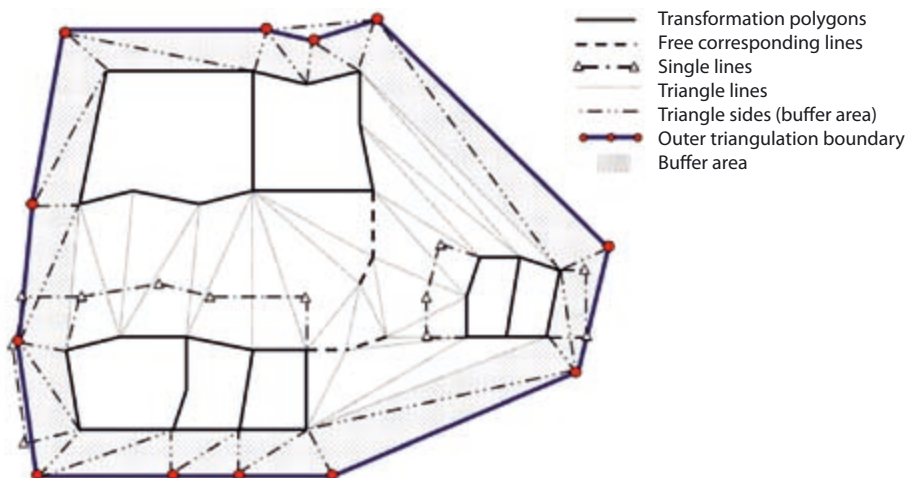 Transformation polygons
Free corresponding lines
Single lines
Triangle lines
Triangle sides (buffer area)
Outer triangulation boundary
Buffer area